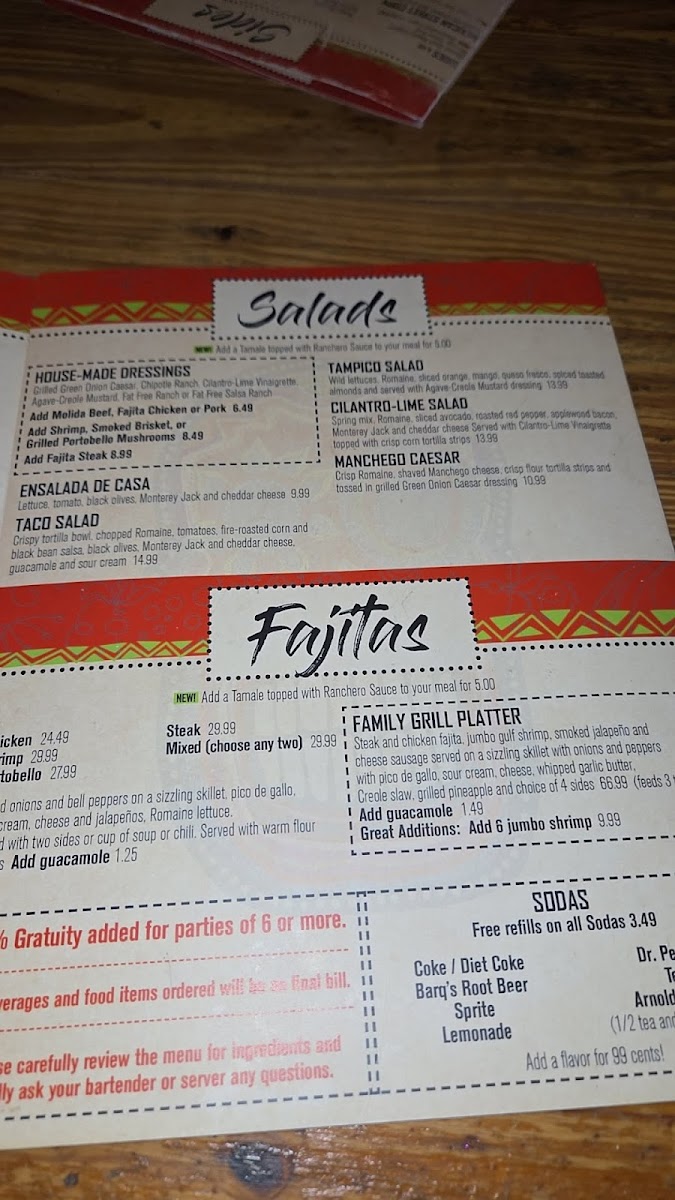 Sides
Salads
NEW! Add a Tamale topped with Ranchero Sauce to your meal for 5.00
HOUSE-MADE DRESSINGS
Grilled Green Onion Caesar, Chipotle Ranch, Cilantro-Lime Vinaigrette,
Agave-Creole Mustard, Fat Free Ranch or Fat Free Salsa Ranch
Add Molida Beef, Fajita Chicken or Pork 6.49
Add Shrimp, Smoked Brisket, or
Grilled Portobello Mushrooms 8.49
Add Fajita Steak 8.99
ENSALADA DE CASA
Lettuce, tomato, black olives, Monterey Jack and cheddar cheese 9.99
TACO SALAD
Crispy tortilla bowl, chopped Romaine, tomatoes, fire-roasted corn and
black bean salsa, black olives, Monterey Jack and cheddar cheese,
guacamole and sour cream 14.99
TAMPICO SALAD
Wild lettuces, Romaine, sliced orange, mango, queso fresco, spiced toasted
almonds and served with Agave-Creole Mustard dressing 13.99
CILANTRO-LIME SALAD
Spring mix, Romaine, sliced avocado, roasted red pepper, applewood bacon,
Monterey Jack and cheddar cheese Served with Cilantro-Lime Vinaigrette
topped with crisp corn tortilla strips 13.99
MANCHEGO CAESAR
Crisp Romaine, shaved Manchego cheese, crisp flour tortilla strips and
tossed in grilled Green Onion Caesar dressing 10.99
Fajitas
NEW! Add a Tamale topped with Ranchero Sauce to your meal for 5.00
icken 24.49
rimp 29.99
rtobello 27.99
Steak 29.99
Mixed (choose any two) 29.99
d onions and bell peppers on a sizzling skillet, pico de gallo,
cream, cheese and jalapeños, Romaine lettuce.
d with two sides or cup of soup or chili. Served with warm flour
s Add guacamole 1.25
FAMILY GRILL PLATTER
Steak and chicken fajita, jumbo gulf shrimp, smoked jalapeño and
cheese sausage served on a sizzling skillet with onions and peppers
with pico de gallo, sour cream, cheese, whipped garlic butter,
Creole slaw, grilled pineapple and choice of 4 sides 66.99 (feeds 3
Add guacamole 1.49
Great Additions: Add 6 jumbo shrimp 9.99
% Gratuity added for parties of 6 or more.
verages and food items ordered will be on final bill.
se carefully review the menu for ingredients and
lly ask your bartender or server any questions.
SODAS
Free refills on all Sodas 3.49
Coke / Diet Coke
Barq's Root Beer
Sprite
Lemonade
Dr. Pe
Te
Arnold
(1/2 tea and
Add a flavor for 99 cents!